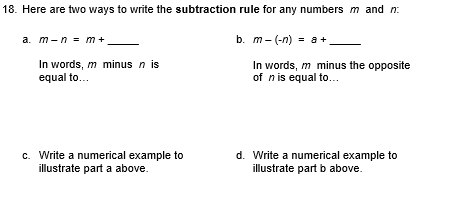 18. Here are two ways to write the subtraction rule for any numbers m and n:
a. m – n = m + _____
b. m – (-n) = a + _____
In words, m minus n is
equal to...
In words, m minus the opposite
of n is equal to...
c. Write a numerical example to
illustrate part a above.
d. Write a numerical example to
illustrate part b above.